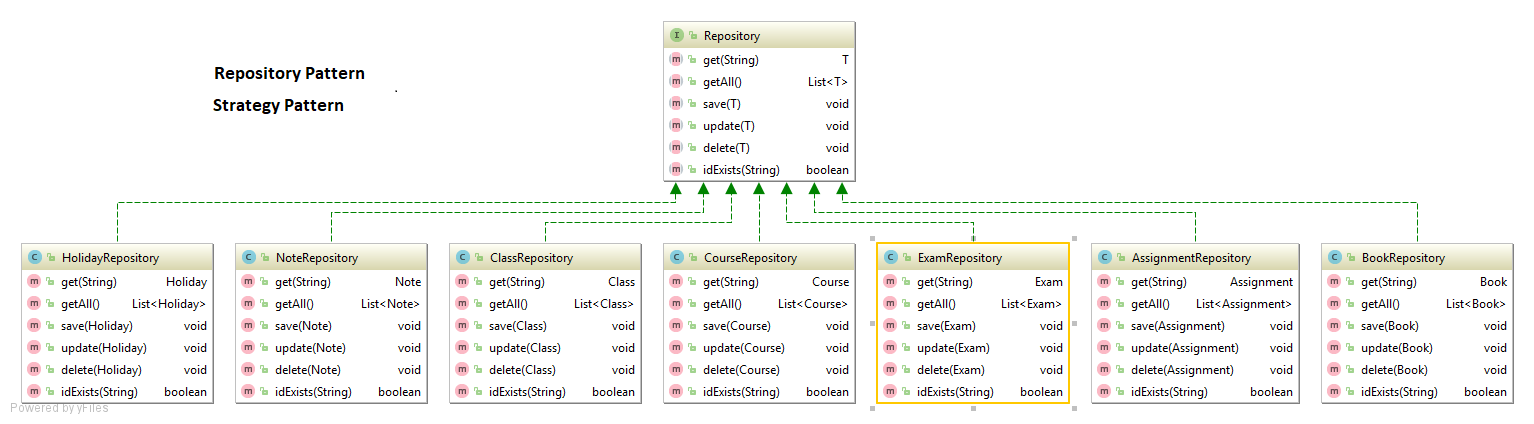 Repository Pattern
Strategy Pattern
I Repository
m get(String) T
m getAll() List<T>
m save(T) void
m update(T) void
m delete(T) void
m idExists(String) boolean
C HolidayRepository
m get(String) Holiday
m getAll() List<Holiday>
m save(Holiday) void
m update(Holiday) void
m delete(Holiday) void
m idExists(String) boolean
C NoteRepository
m get(String) Note
m getAll() List<Note>
m save(Note) void
m update(Note) void
m delete(Note) void
m idExists(String) boolean
C ClassRepository
m get(String) Class
m getAll() List<Class>
m save(Class) void
m update(Class) void
m delete(Class) void
m idExists(String) boolean
C CourseRepository
m get(String) Course
m getAll() List<Course>
m save(Course) void
m update(Course) void
m delete(Course) void
m idExists(String) boolean
C ExamRepository
m get(String) Exam
m getAll() List<Exam>
m save(Exam) void
m update(Exam) void
m delete(Exam) void
m idExists(String) boolean
C AssignmentRepository
m get(String) Assignment
m getAll() List<Assignment>
m save(Assignment) void
m update(Assignment) void
m delete(Assignment) void
m idExists(String) boolean
C BookRepository
m get(String) Book
m getAll() List<Book>
m save(Book) void
m update(Book) void
m delete(Book) void
m idExists(String) boolean
Powered by yFiles